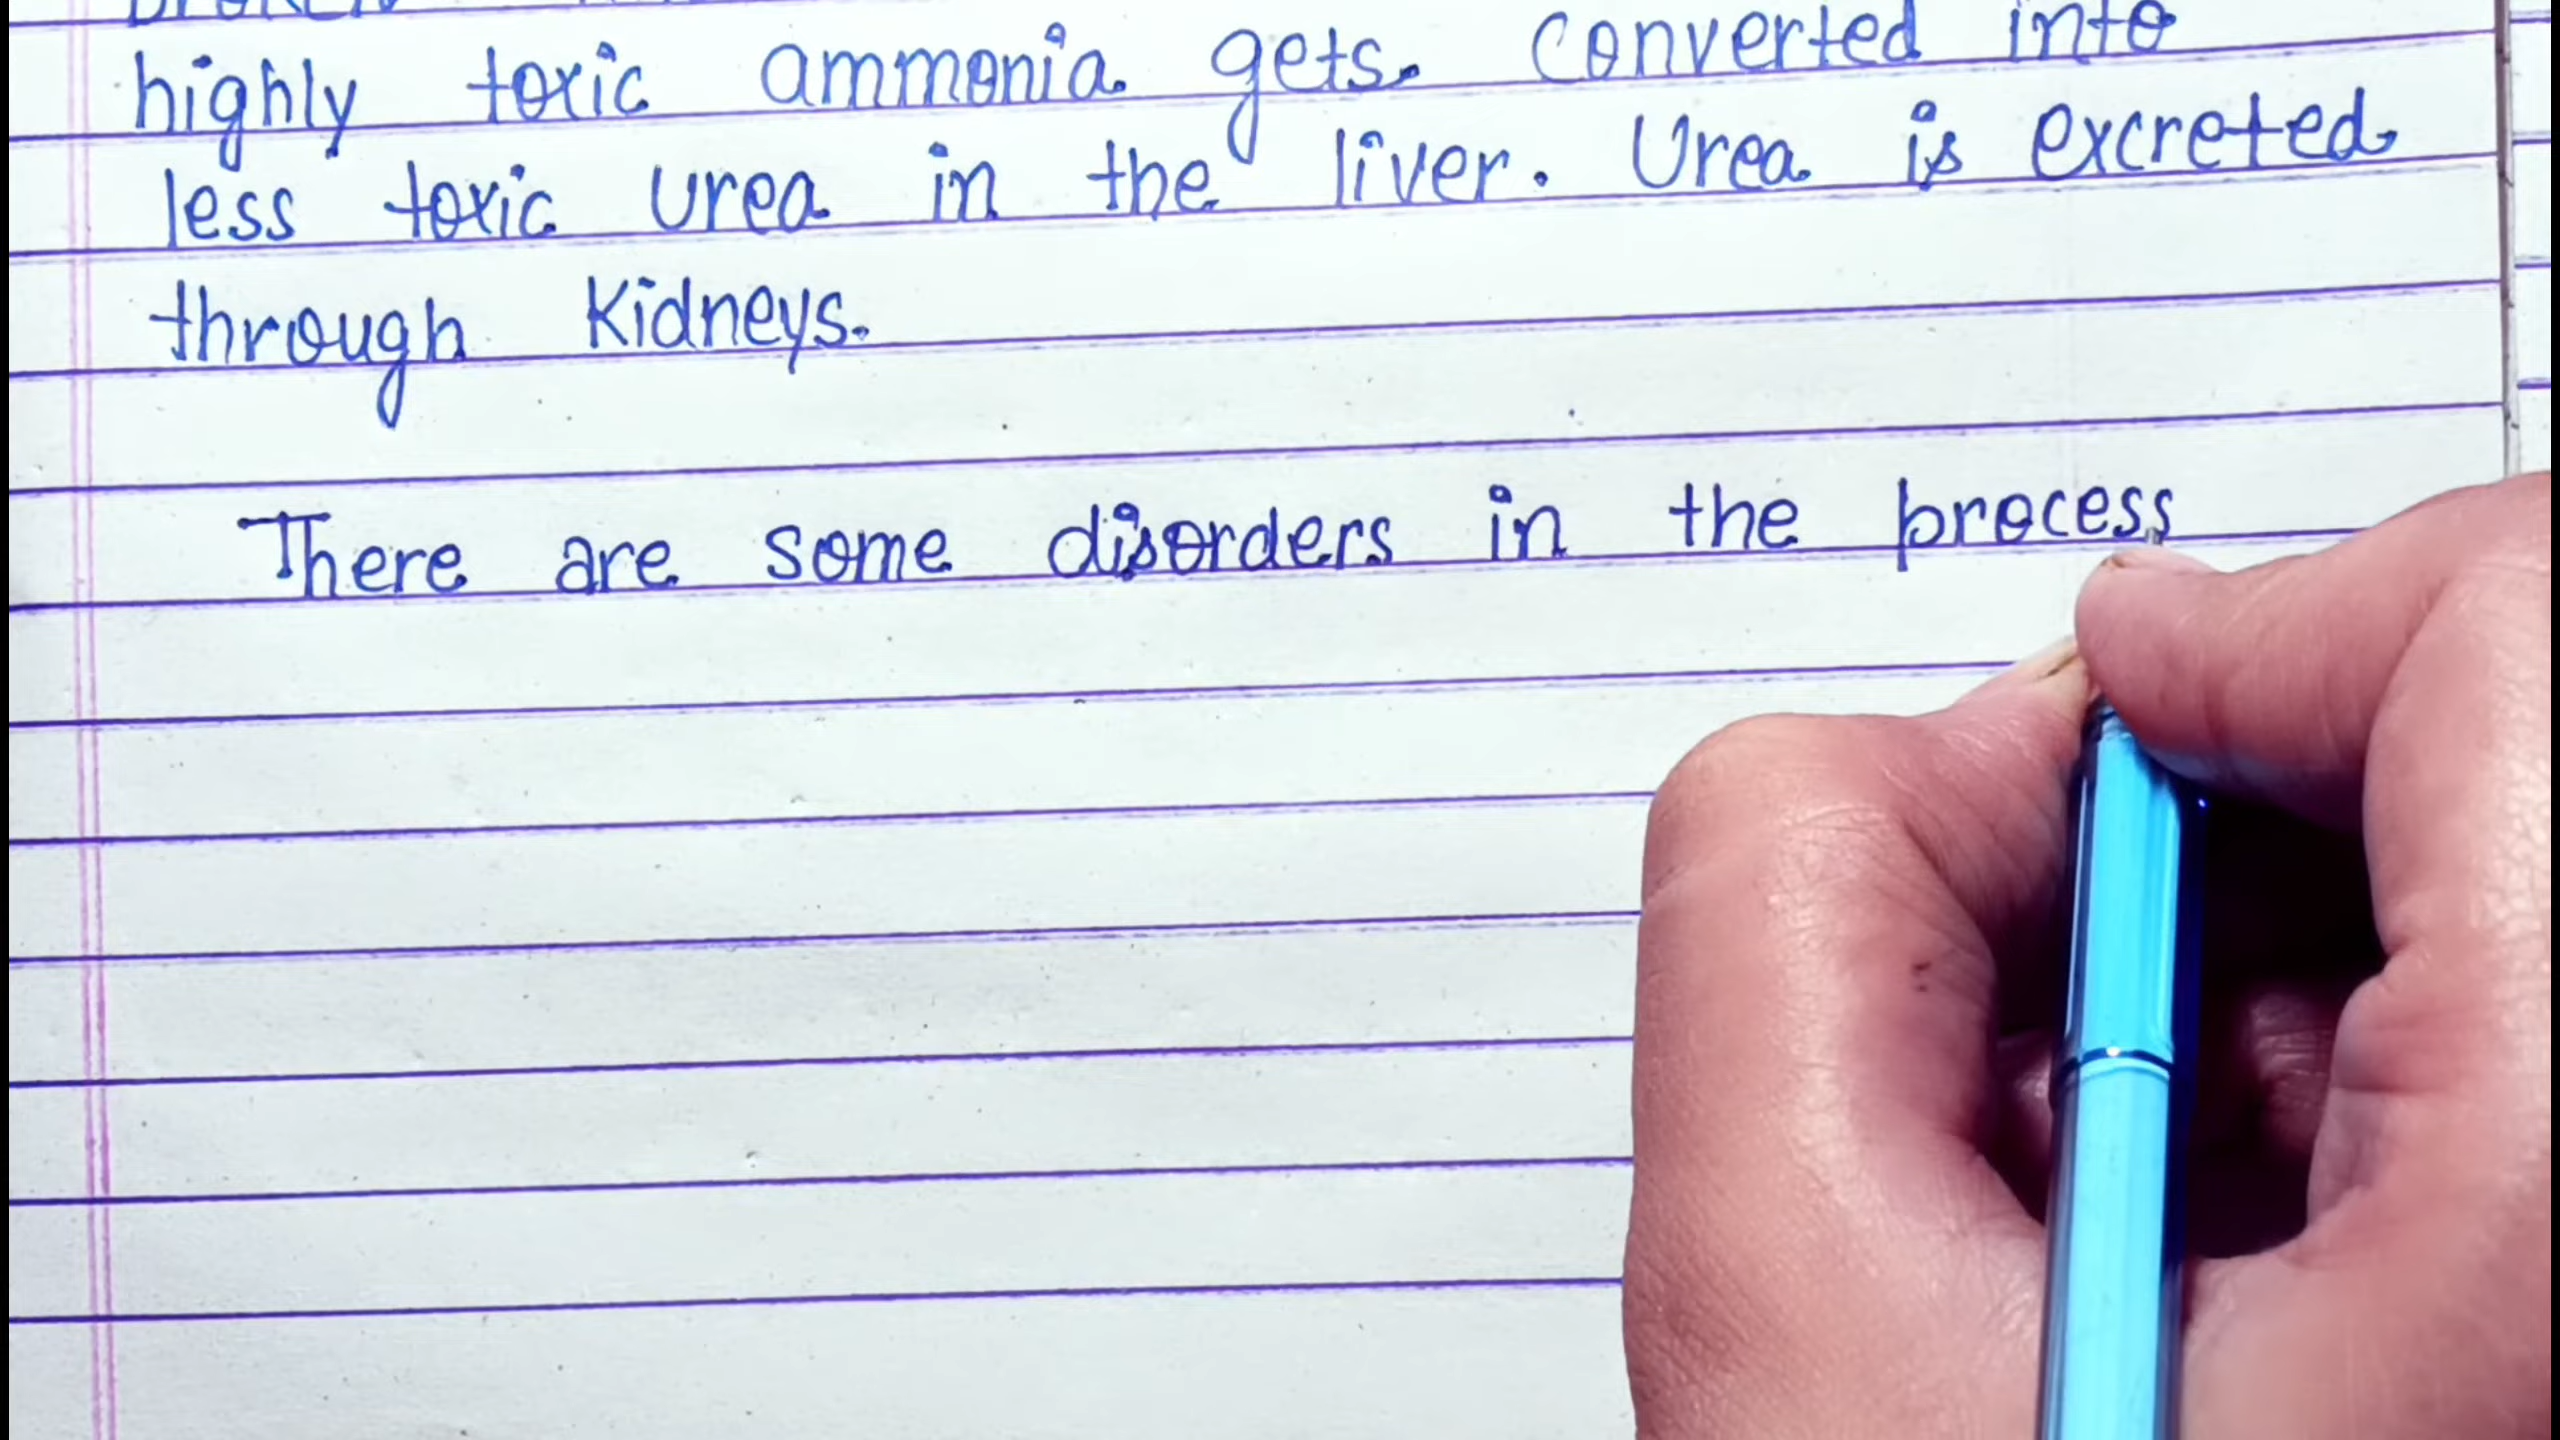 highly toxic ammonia gets converted into
less toxic urea in the liver. Urea is excreted
through Kidneys.
There are some disorders in the process